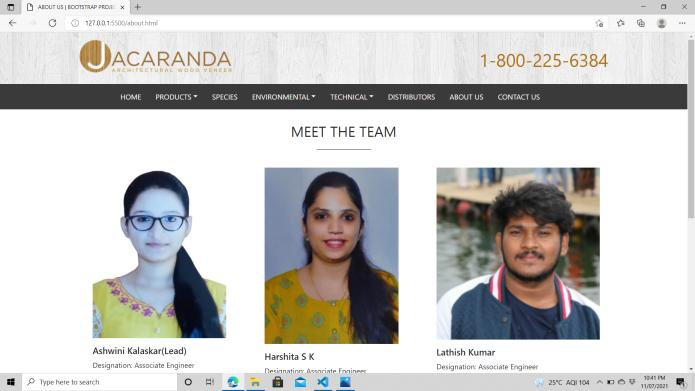 ABOUT US | BOOTSTRAP PROJE
127.0.0.1:5500/about.html
JACARANDA
ARCHITECTURAL WOOD VENEER
1-800-225-6384
HOME PRODUCTS SPECIES ENVIRONMENTAL TECHNICAL DISTRIBUTORS ABOUT US CONTACT US
MEET THE TEAM
Ashwini Kalaskar(Lead)
Designation: Associate Engineer
Harshita S K
Designation: Associate Engineer
Lathish Kumar
Designation: Associate Engineer
Type here to search
25°C AQI 104
10:41 PM
11/07/2021